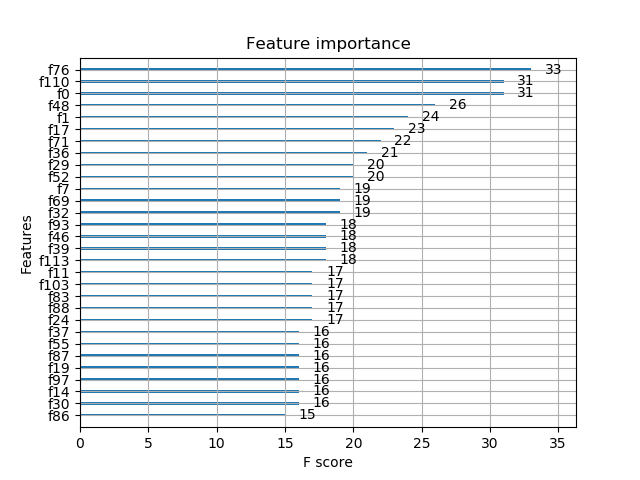 Feature importance
f76 33
f110 31
f0 31
f48 26
f1 24
f17 23
f71 22
f36 21
f29 20
f52 20
f7 19
f69 19
f32 19
f93 18
f46 18
f39 18
f113 18
f11 17
f103 17
f83 17
f88 17
f24 17
f37 16
f55 16
f87 16
f19 16
f97 16
f14 16
f30 16
f86 15
Features
0 5 10 15 20 25 30 35
F score